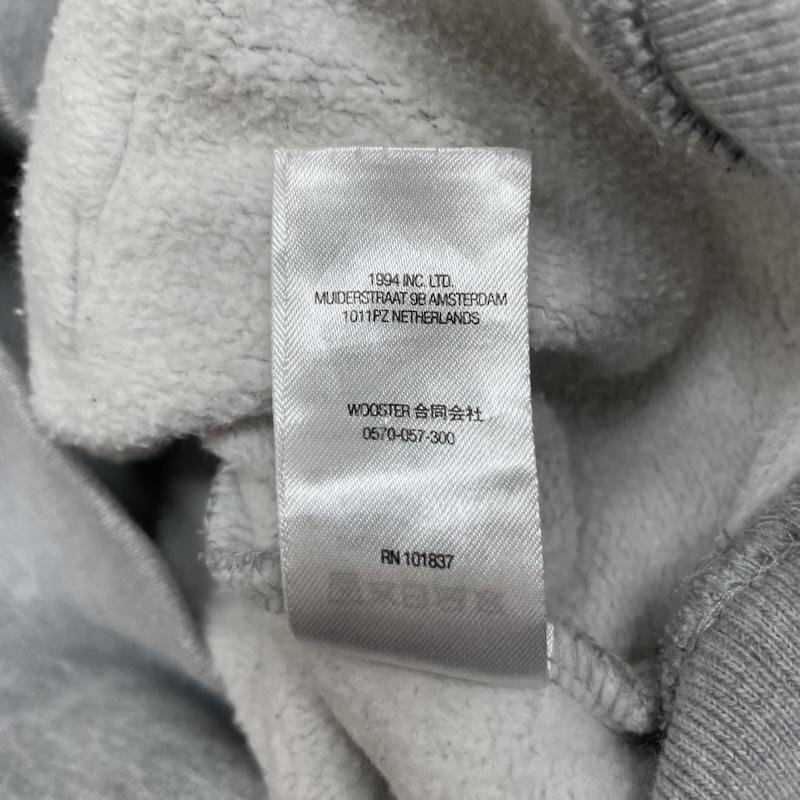 1994 INC. LTD.
MUIDERSTRAAT 9B AMSTERDAM
1011PZ NETHERLANDS
WOOSTER 合同会社
0570-057-300
RN 101837